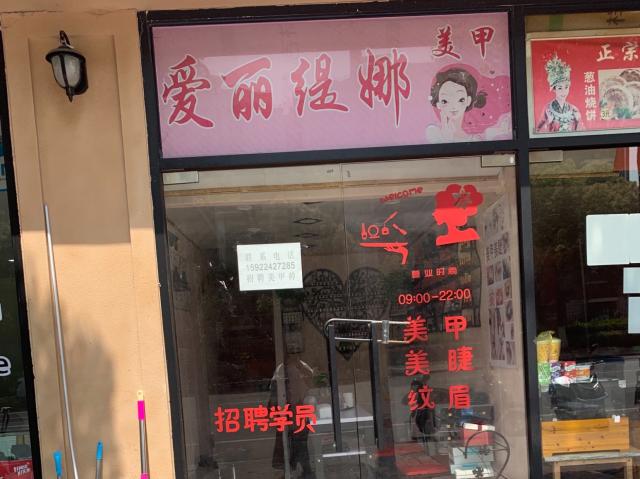 爱丽缇娜
美甲
正宗
葱油烧饼
welcome
营业时间
09:00-22:00
美甲
美睫
纹眉
联系电话
15922427285
招聘美甲师
招聘学员